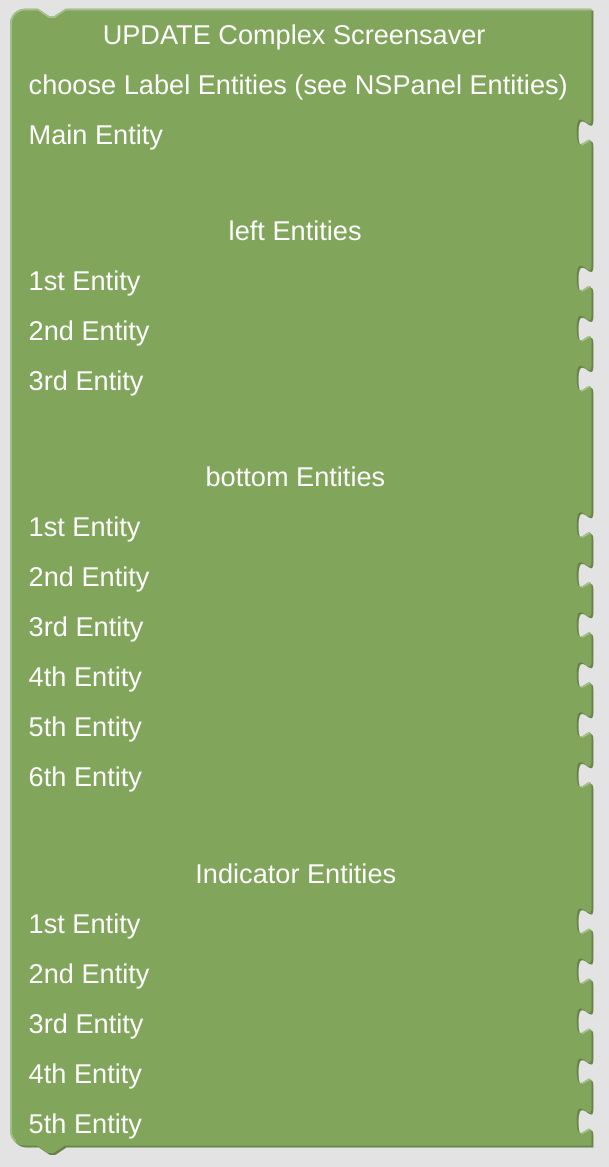 UPDATE Complex Screensaver
choose Label Entities (see NSPanel Entities)
Main Entity
left Entities
1st Entity
2nd Entity
3rd Entity
bottom Entities
1st Entity
2nd Entity
3rd Entity
4th Entity
5th Entity
6th Entity
Indicator Entities
1st Entity
2nd Entity
3rd Entity
4th Entity
5th Entity